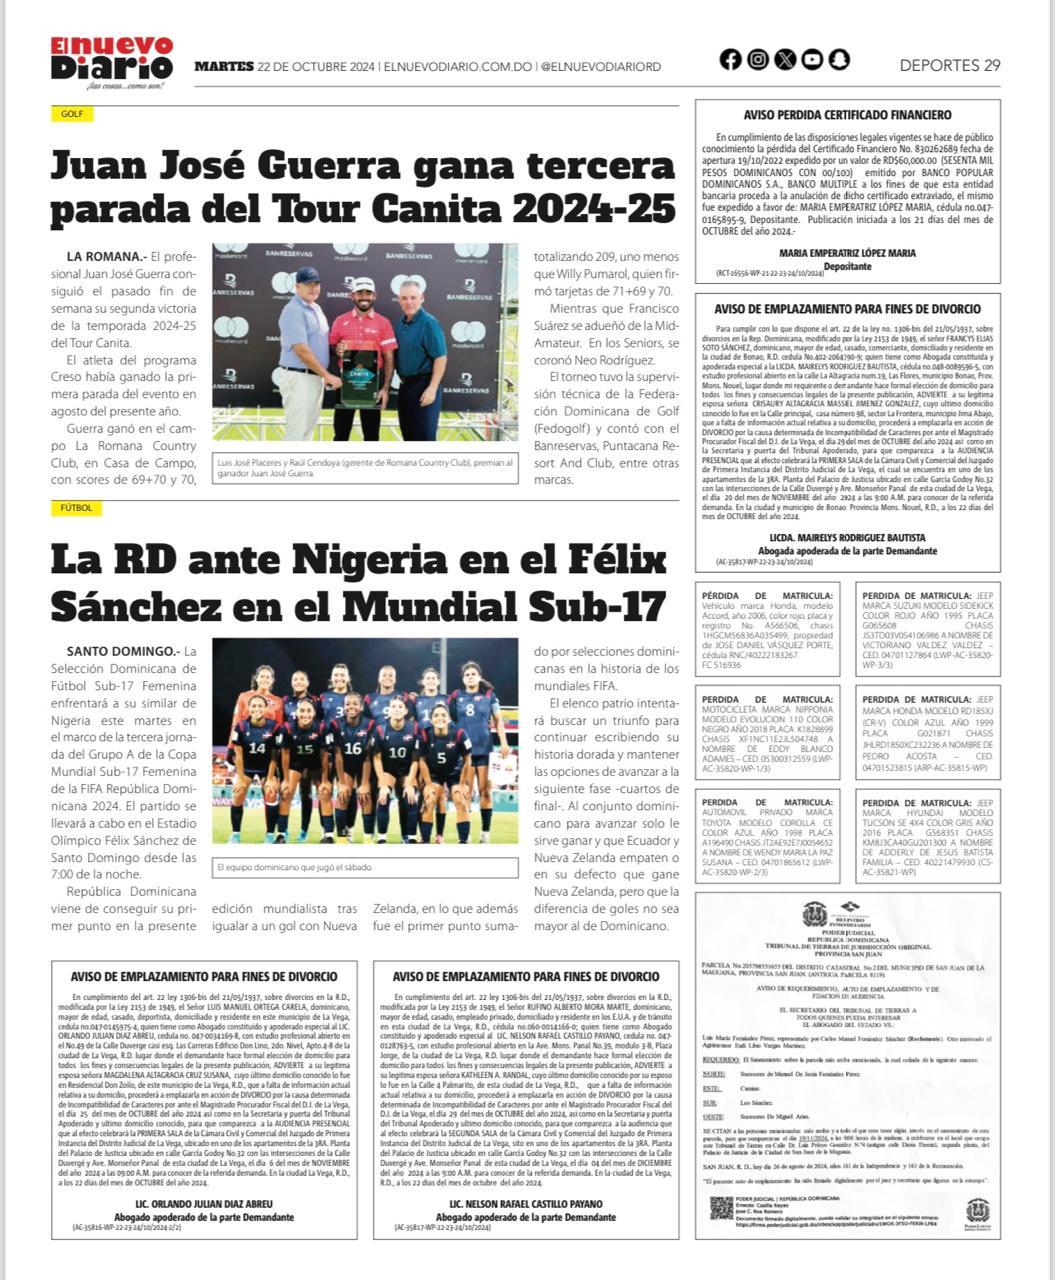 El nuevo
Diario
¡las cosas...como son!
MARTES 22 DE OCTUBRE 2024 | ELNUEVODIARIO.COM.DO | @ELNUEVODIARIORD
DEPORTES 29
GOLF
Juan José Guerra gana tercera
parada del Tour Canita 2024-25
LA ROMANA.- El profe-
sional Juan José Guerra con-
siguió el pasado fin de
semana su segunda victoria
de la temporada 2024-25
del Tour Canita.
El atleta del programa
Creso había ganado la pri-
mera parada del evento en
agosto del presente año.
Guerra ganó en el cam-
po La Romana Country
Club, en Casa de Campo,
con scores de 69+70 y 70,
mastercard
BANRESERVAS
CANITA
Luis José Placeres y Raúl Cendoya (gerente de Romana Country Club), premian al
ganador Juan José Guerra.
totalizando 209, uno menos
que Willy Pumarol, quien fir-
mó tarjetas de 71+69 y 70.
Mientras que Francisco
Suárez se adueñó de la Mid-
Amateur. En los Seniors, se
coronó Neo Rodríguez.
El torneo tuvo la supervi-
sión técnica de la Federa-
ción Dominicana de Golf
(Fedogolf) y contó con el
Banreservas, Puntacana Re-
sort And Club, entre otras
marcas.
FÚTBOL
La RD ante Nigeria en el Félix
Sánchez en el Mundial Sub-17
SANTO DOMINGO.- La
Selección Dominicana de
Fútbol Sub-17 Femenina
enfrentará a su similar de
Nigeria este martes en
el marco de la tercera jorna-
da del Grupo A de la Copa
Mundial Sub-17 Femenina
de la FIFA República Domi-
nicana 2024. El partido se
llevará a cabo en el Estadio
Olímpico Félix Sánchez de
Santo Domingo desde las
7:00 de la noche.
República Dominicana
viene de conseguir su pri-
mer punto en la presente
14 15 16 10 5 8
El equipo dominicano que jugó el sábado.
edición mundialista tras
igualar a un gol con Nueva
Zelanda, en lo que además
fue el primer punto suma-
do por selecciones domini-
canas en la historia de los
mundiales FIFA.
El elenco patrio intenta-
rá buscar un triunfo para
continuar escribiendo su
historia dorada y mantener
las opciones de avanzar a la
siguiente fase -cuartos de
final-. Al conjunto domini-
cano para avanzar solo le
sirve ganar y que Ecuador y
Nueva Zelanda empaten o
en su defecto que gane
Nueva Zelanda, pero que la
diferencia de goles no sea
mayor al de Dominicano.
AVISO DE EMPLAZAMIENTO PARA FINES DE DIVORCIO
En cumplimiento del art. 22 ley 1306-bis del 21/05/1937, sobre divorcios en la R.D.,
modificada por la Ley 2153 de 1949, el Señor LUIS MANUEL ORTEGA CARELA, dominicano,
mayor de edad, casado, deportista, domiciliado y residente en este municipio de La Vega,
cedula no.047-0145975-4, quien tiene como Abogado constituido y apoderado especial al LIC.
ORLANDO JULIAN DIAZ ABREU, cedula no. 047-0034169-8, con estudio profesional abierto en
el No.49 de la Calle Duverge casi esq. Las Carreras Edificio Don Lino, 2do. Nivel, Apto.4-B de la
ciudad de La Vega, R.D. lugar donde el demandante hace formal elección de domicilio para
todos los fines y consecuencias legales de la presente publicación, ADVIERTE a su legitima
esposa señora MAGDALENA ALTAGRACIA CRUZ SUSANA, cuyo último domicilio conocido lo fue
en Residencial Don Zoilo, de este municipio de La Vega, R.D., que a falta de información actual
relativa a su domicilio, procederá a emplazarla en acción de DIVORCIO por la causa determinada
de Incompatibilidad de Caracteres por ante el Magistrado Procurador Fiscal del D.J. de La Vega,
el día 25 del mes de OCTUBRE del año 2024 así como en la Secretaria y puerta del Tribunal
Apoderado y ultimo domicilio conocido, para que comparezca a la AUDIENCIA PRESENCIAL
que al efecto celebrará la PRIMERA SALA de la Cámara Civil y Comercial del Juzgado de Primera
Instancia del Distrito Judicial de La Vega, sito en uno de los apartamentos de la 3RA. Planta
del Palacio de Justicia ubicado en calle García Godoy No.32 con las intersecciones de la Calle
Duvergé y Ave. Monseñor Panal de esta ciudad de La Vega, el día 6 del mes de NOVIEMBRE
del año 2024 a las 09:00 A.M. para conocer de la referida demanda. En la ciudad La Vega, R.D.,
a los 22 días del mes de OCTUBRE del año 2024.
LIC. ORLANDO JULIAN DIAZ ABREU
Abogado apoderado de la parte Demandante
(AC-35816-WP-22-23-24/10/2024-2/2)
AVISO DE EMPLAZAMIENTO PARA FINES DE DIVORCIO
En cumplimiento del art. 22 ley 1306-bis del 21/05/1937, sobre divorcios en la R.D.,
modificada por la Ley 2153 de 1949, el Señor RUFINO ALBERTO MORA MARTE, dominicano,
mayor de edad, casado, empleado privado, domiciliado y residente en los E.U.A. y de tránsito
en esta ciudad de La Vega, R.D., cédula no.060-0014166-0; quien tiene como Abogado
constituido y apoderado especial al LIC. NELSON RAFAEL CASTILLO PAYANO, cedula no. 047-
0128763-5, con estudio profesional abierto en la Ave. Mons. Panal No.39, modulo 3-B, Plaza
Jorge, de la ciudad de La Vega, R.D. lugar donde el demandante hace formal elección de
domicilio para todos los fines y consecuencias legales de la presente publicación, ADVIERTE
a su legitima esposa señora KATHLEEN A. RANDAL, cuyo último domicilio conocido por su esposo
lo fue en la Calle 4 Palmarito, de esta ciudad de La Vega, R.D., que a falta de información
actual relativa a su domicilio, procederá a emplazarla en acción de DIVORCIO por la causa
determinada de Incompatibilidad de Caracteres por ante el Magistrado Procurador Fiscal del
D.J. de La Vega, el día 29 del mes de OCTUBRE del año 2024, así como en la puerta del Tribunal
Apoderado y ultimo domicilio conocido, para que comparezca a la audiencia que al
efecto celebrará la SEGUNDA SALA de la Cámara Civil y Comercial del Juzgado de Primera
Instancia del Distrito Judicial de La Vega, sito en uno de los apartamentos de la 3RA. Planta
del Palacio de Justicia ubicado en calle García Godoy No.32 con las intersecciones de la Calle
Duvergé y Ave. Monseñor Panal de esta ciudad de La Vega, el día 04 del mes de DICIEMBRE
del año 2024 a las 9:00 A.M. para conocer de la referida demanda. En la ciudad de La Vega,
R.D., a los 22 días del mes de octubre del año 2024.
LIC. NELSON RAFAEL CASTILLO PAYANO
Abogado apoderado de la parte Demandante
(AC-35817-WP-22-23-24/10/2024)
AVISO PERDIDA CERTIFICADO FINANCIERO
En cumplimiento de las disposiciones legales vigentes se hace de público
conocimiento la pérdida del Certificado Financiero No. 830262689 fecha de
apertura 19/10/2022 expedido por un valor de RD$60,000.00 (SESENTA MIL
PESOS DOMINICANOS CON 00/100) emitido por BANCO POPULAR
DOMINICANOS S.A., BANCO MULTIPLE a los fines de que esta entidad
bancaria proceda a la anulación de dicho certificado extraviado, el mismo
fue expedido a favor de: MARIA EMPERATRIZ LÓPEZ MARIA, cédula no.047-
0165895-9, Depositante. Publicación iniciada a los 21 días del mes de
OCTUBRE del año 2024.-
MARIA EMPERATRIZ LÓPEZ MARIA
Depositante
(RCT-16556-WP-21-22-23-24/10/2024)
AVISO DE EMPLAZAMIENTO PARA FINES DE DIVORCIO
Para cumplir con lo que dispone el art. 22 de la ley no. 1306-bis del 21/05/1937, sobre
divorcios en la Rep. Dominicana, modificado por la Ley 2153 de 1949, el señor FRANCYS ELIAS
SOTO SÁNCHEZ, dominicano, mayor de edad, casado, comerciante, domiciliado y residente en
la ciudad de Bonao, R.D. cedula No.402-2064790-9; quien tiene como Abogada constituida y
apoderada especial a la LICDA. MAIRELYS RODRIGUEZ BAUTISTA, cédula no.048-0089596-5, con
estudio profesional abierto en la calle La Altagracia num.19, Las Flores, municipio Bonao, Prov.
Mons. Nouel, lugar donde mi requirente o demandante hace formal elección de domicilio para
todos los fines y consecuencias legales de la presente publicación, ADVIERTE a su legitima
esposa señora CRISAURY ALTAGRACIA MASSIEL JIMENEZ GONZALEZ, cuyo ultimo domicilio
conocido lo fue en la Calle principal, casa número 98, sector La Frontera, municipio Jima Abajo,
que a falta de información actual relativa a su domicilio, procederá a emplazarla en acción de
DIVORCIO por la causa determinada de Incompatibilidad de Caracteres por ante el Magistrado
Procurador Fiscal del D.J. de La Vega, el día 29 del mes de OCTUBRE del año 2024 así como en
la Secretaria y puerta del Tribunal Apoderado, para que comparezca a la AUDIENCIA
PRESENCIAL que al efecto celebrará la PRIMERA SALA de la Cámara Civil y Comercial del Juzgado
de Primera Instancia del Distrito Judicial de La Vega, el cual se encuentra en uno de los
apartamentos de la 3RA. Planta del Palacio de Justicia ubicado en calle García Godoy No.32
con las intersecciones de la Calle Duvergé y Ave. Monseñor Panal de esta ciudad de La Vega,
el día 20 del mes de NOVIEMBRE del año 2024 a las 9:00 A.M. para conocer de la referida
demanda. En la ciudad y municipio de Bonao Provincia Mons. Nouel, R.D., a los 22 días del
mes de OCTUBRE del año 2024.
LICDA. MAIRELYS RODRIGUEZ BAUTISTA
Abogada apoderada de la parte Demandante
(AC-35817-WP-22-23-24/10/2024)
PÉRDIDA DE MATRICULA:
Vehículo marca Honda, modelo
Accord, año 2006, color rojo, placa y
registro No. A566506, chasis
1HGCM56836A035499, propiedad
de JOSE DANIEL VÁSQUEZ PORTE,
cédula RNC/40222183267.
FC 516936
PERDIDA DE MATRICULA: JEEP
MARCA SUZUKI MODELO SIDEKICK
COLOR ROJO AÑO 1995 PLACA
G065608 CHASIS
JS3TD03V0S4106986 A NOMBRE DE
VICTORIANO VALDEZ VALDEZ –
CED. 04701127864 (LWP-AC-35820-
WP-3/3)
PERDIDA DE MATRICULA:
MOTOCICLETA MARCA NIPPONIA
MODELO EVOLUCION 110 COLOR
NEGRO AÑO 2018 PLACA K1828899
CHASIS XF1NC11E2JL504748 A
NOMBRE DE EDDY BLANCO
ADAMES – CED. 05300312559 (LWP-
AC-35820-WP-1/3)
PERDIDA DE MATRICULA: JEEP
MARCA HONDA MODELO RD185XJ
(CR-V) COLOR AZUL AÑO 1999
PLACA G021871 CHASIS
JHLRD1850XC232236 A NOMBRE DE
PEDRO ACOSTA – CED.
04701523815 (ARP-AC-35815-WP)
PERDIDA DE MATRICULA:
AUTOMOVIL PRIVADO MARCA
TOYOTA MODELO COROLLA CE
COLOR AZUL AÑO 1998 PLACA
A196490 CHASIS JT2AE92E7J0054652
A NOMBRE DE WENDY MARIA LA PAZ
SUSANA – CED. 04701865612 (LWP-
AC-35820-WP-2/3)
PERDIDA DE MATRICULA: JEEP
MARCA HYUNDAI MODELO
TUCSON SE 4X4 COLOR GRIS AÑO
2016 PLACA G568351 CHASIS
KM8J3CA40GU201300 A NOMBRE
DE ADDERLY DE JESUS BATISTA
FAMILIA – CED. 40221479930 (CS-
AC-35821-WP)
REGISTRO
INMOBILIARIO
PODER JUDICIAL
REPUBLICA DOMINICANA
TRIBUNAL DE TIERRAS DE JURISDICCIÓN ORIGINAL
PROVINCIA SAN JUAN
PARCELA No.205798551655 DEL DISTRITO CATASTRAL No.2 DEL MUNICIPIO DE SAN JUAN DE LA
MAGUANA, PROVINCIA SAN JUAN. (ANTIGUA PARCELA 8119).
AVISO DE REQUERIMIENTO, AUTO DE EMPLAZAMIENTO Y DE
FIJACION DE AUDIENCIA
EL SECRETARIO DEL TRIBUNAL DE TIERRAS A
TODOS QUIENES PUEDA INTERESAR
EL ABOGADO DEL ESTADO VS.:
Luis María Fernández Pérez, representado por Carlos Manuel Fernández Sánchez (Reclamante). Otro interesado el
Agrimensor Eudi Libio Vargas Martínez.
REQUERIDO: El Saneamiento sobre la parcela más arriba mencionada, la cual colinda de la siguiente manera:
NORTE: Sucesores de Manuel De Jesús Fernández Pérez.
ESTE: Camino.
SUR: Leo Sánchez.
OESTE: Sucesores De Miguel Arias.
SE CITAN a las personas mencionadas más arriba y a todo el que tener algún interés en el saneamiento de esta
parcela, para que comparezcan el día 19/11/2024, a las 9:00 horas de la mañana, a celebrarse en el local que ocupa
este Tribunal de Tierras en Calle Dr. Luis Pelayo González N.°4 (antigua calle Doña Tierras), segunda planta, del
Palacio de Justicia de la Ciudad de San Juan de la Maguana.
SAN JUAN, R. D., hoy día 26 de agosto de 2024, años 181 de la Independencia y 161 de la Restauración.
"El presente auto de emplazamiento ha sido firmado digitalmente por el juez y secretario que figuran en la estampa".
PODER JUDICIAL | REPÚBLICA DOMINICANA
Ernesto Casilla Reyes
Jose C. Roa Romero
Documento firmado digitalmente, puede validar su integridad en el siguiente enlace: